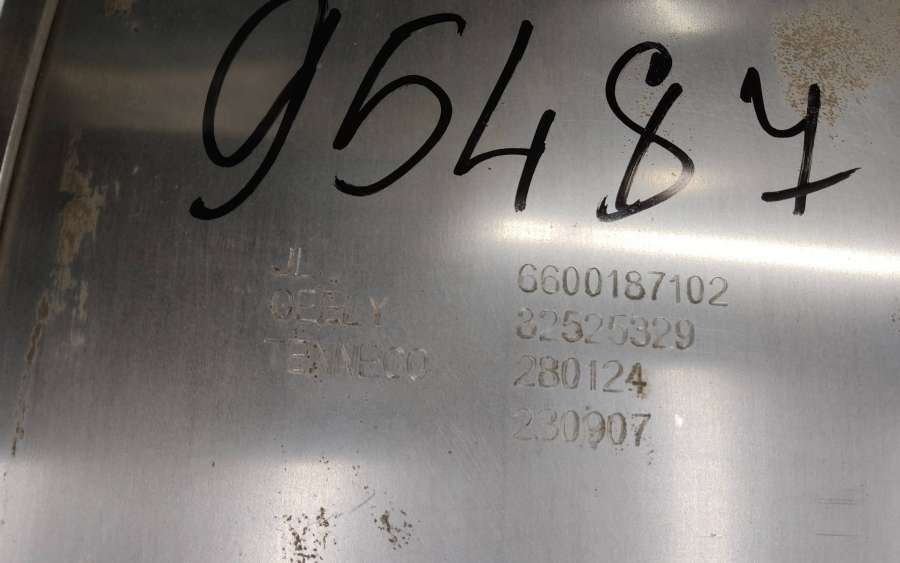 95487
JL 6600187102
GEELY 32525329
TENNECO 280124
230907